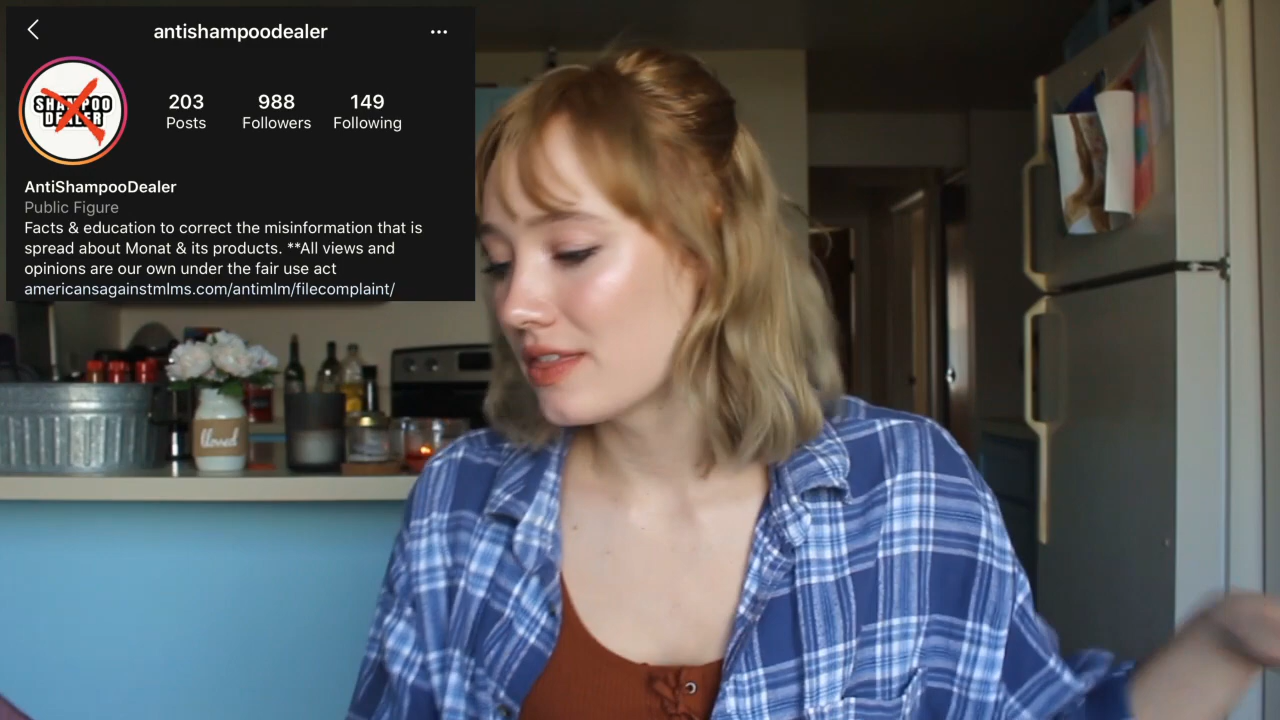 antishampoodealer
SHAMPOO
DEALER
203 988 149
Posts Followers Following
AntiShampooDealer
Public Figure
Facts & education to correct the misinformation that is
spread about Monat & its products. **All views and
opinions are our own under the fair use act
americansagainstmlms.com/antimlm/filecomplaint/
blessed